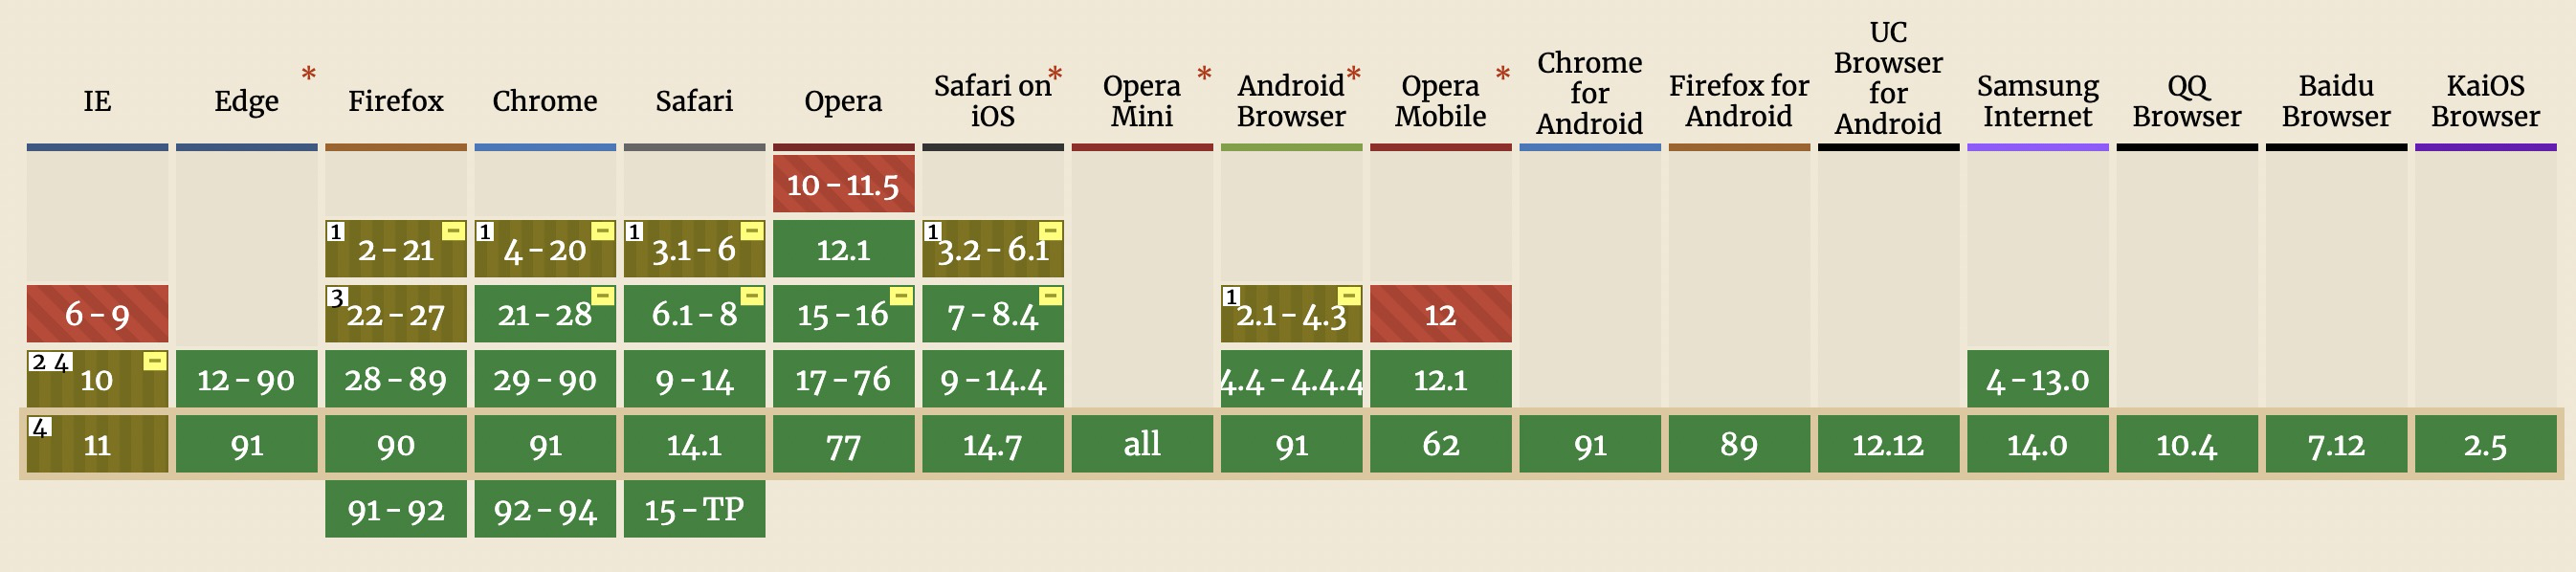 IE
Edge *
Firefox
Chrome
Safari
Opera
Safari on *
iOS
Opera *
Mini
Android *
Browser
Opera *
Mobile
Chrome
for
Android
Firefox for
Android
UC
Browser
for
Android
Samsung
Internet
QQ
Browser
Baidu
Browser
KaiOS
Browser
10-11.5
1 2-21 -
1 4-20 -
1 3.1-6 -
12.1
1 3.2-6.1 -
6-9
3 22-27
21-28 -
6.1-8 -
15-16 -
7-8.4 -
1 2.1-4.3 -
12
2 4 10 -
12-90
28-89
29-90
9-14
17-76
9-14.4
4.4-4.4.4
12.1
4-13.0
4 11
91
90
91
14.1
77
14.7
all
91
62
91
89
12.12
14.0
10.4
7.12
2.5
91-92
92-94
15-TP